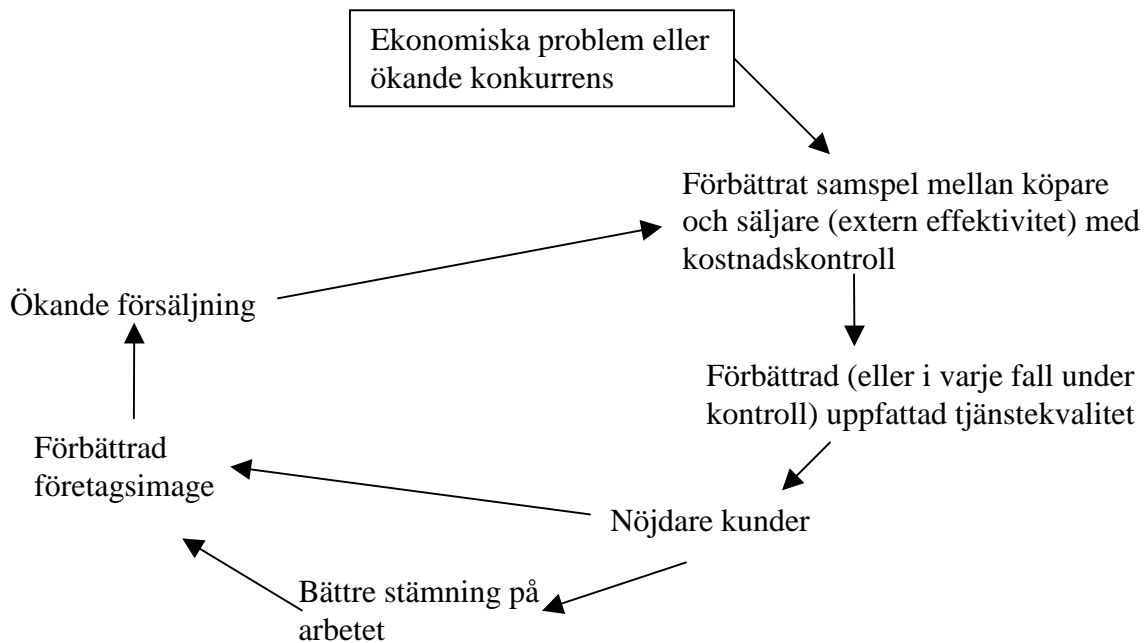 Ekonomiska problem eller
ökande konkurrens
Förbättrat samspel mellan köpare
och säljare (extern effektivitet) med
kostnadskontroll
Ökande försäljning
Förbättrad (eller i varje fall under
kontroll) uppfattad tjänstekvalitet
Förbättrad
företagsimage
Nöjdare kunder
Bättre stämning på
arbetet